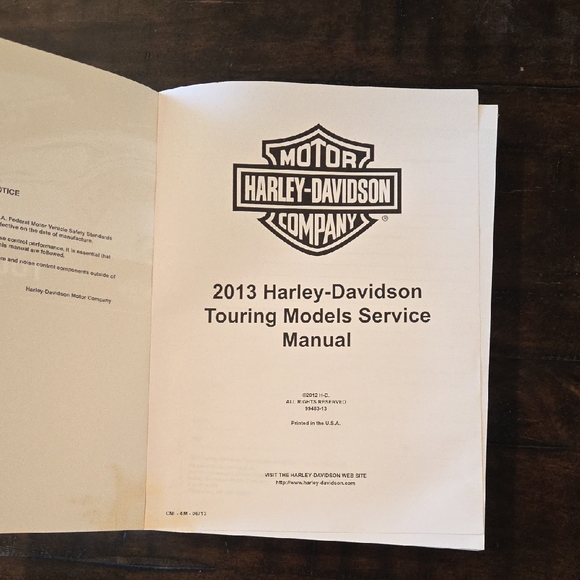 OTICE
A. Federal Motor Vehicle Safety Standards
fective on the date of manufacture.
se control performance, it is essential that
his manual are followed.
and noise control components outside of
Harley-Davidson Motor Company
MOTOR
HARLEY-DAVIDSON
COMPANY
®
2013 Harley-Davidson
Touring Models Service
Manual
©2012 H-D.
ALL RIGHTS RESERVED
99483-13
Printed in the U.S.A.
VISIT THE HARLEY-DAVIDSON WEB SITE
http://www.harley-davidson.com